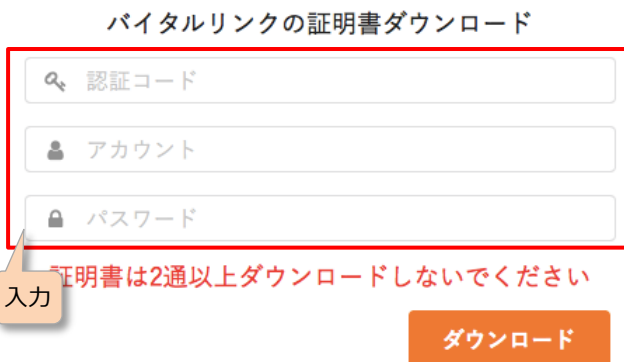 バイタルリンクの証明書ダウンロード
認証コード
アカウント
パスワード
証明書は2通以上ダウンロードしないでください
入力
ダウンロード